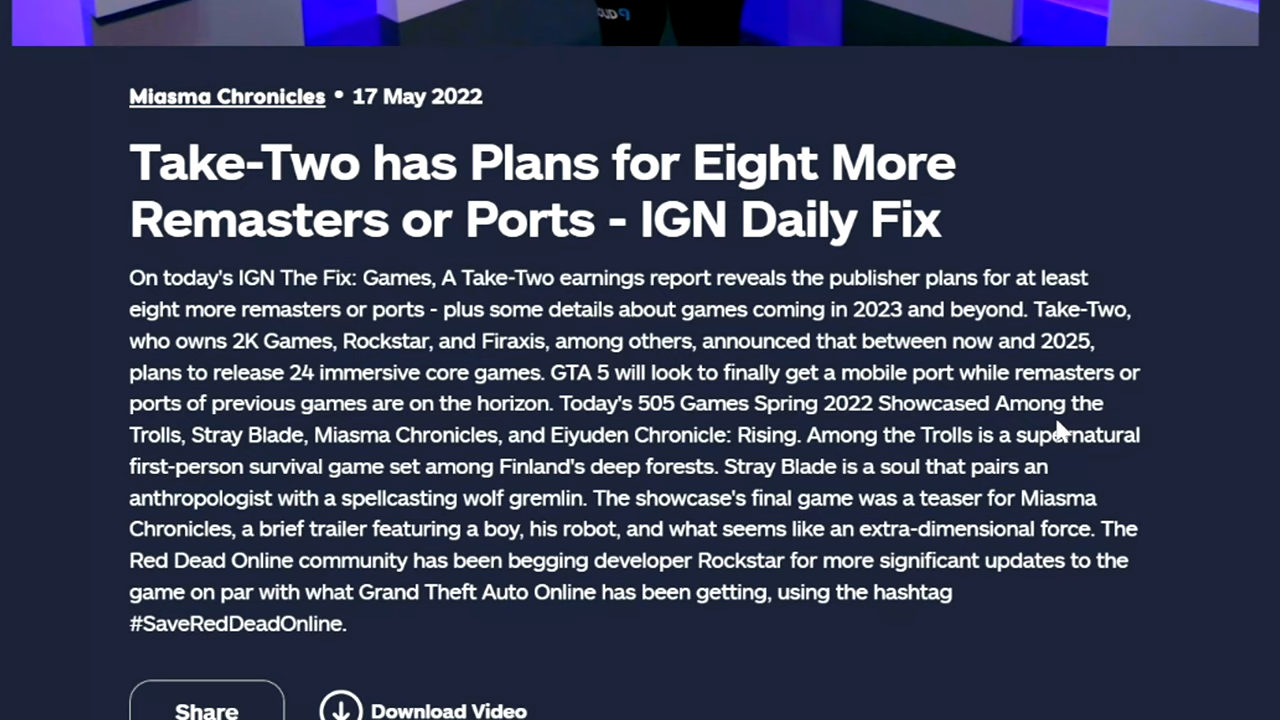 Miasma Chronicles • 17 May 2022
Take-Two has Plans for Eight More
Remasters or Ports - IGN Daily Fix
On today's IGN The Fix: Games, A Take-Two earnings report reveals the publisher plans for at least
eight more remasters or ports - plus some details about games coming in 2023 and beyond. Take-Two,
who owns 2K Games, Rockstar, and Firaxis, among others, announced that between now and 2025,
plans to release 24 immersive core games. GTA 5 will look to finally get a mobile port while remasters or
ports of previous games are on the horizon. Today's 505 Games Spring 2022 Showcased Among the
Trolls, Stray Blade, Miasma Chronicles, and Eiyuden Chronicle: Rising. Among the Trolls is a supernatural
first-person survival game set among Finland's deep forests. Stray Blade is a soul that pairs an
anthropologist with a spellcasting wolf gremlin. The showcase's final game was a teaser for Miasma
Chronicles, a brief trailer featuring a boy, his robot, and what seems like an extra-dimensional force. The
Red Dead Online community has been begging developer Rockstar for more significant updates to the
game on par with what Grand Theft Auto Online has been getting, using the hashtag
#SaveRedDeadOnline.
Share
Download Video